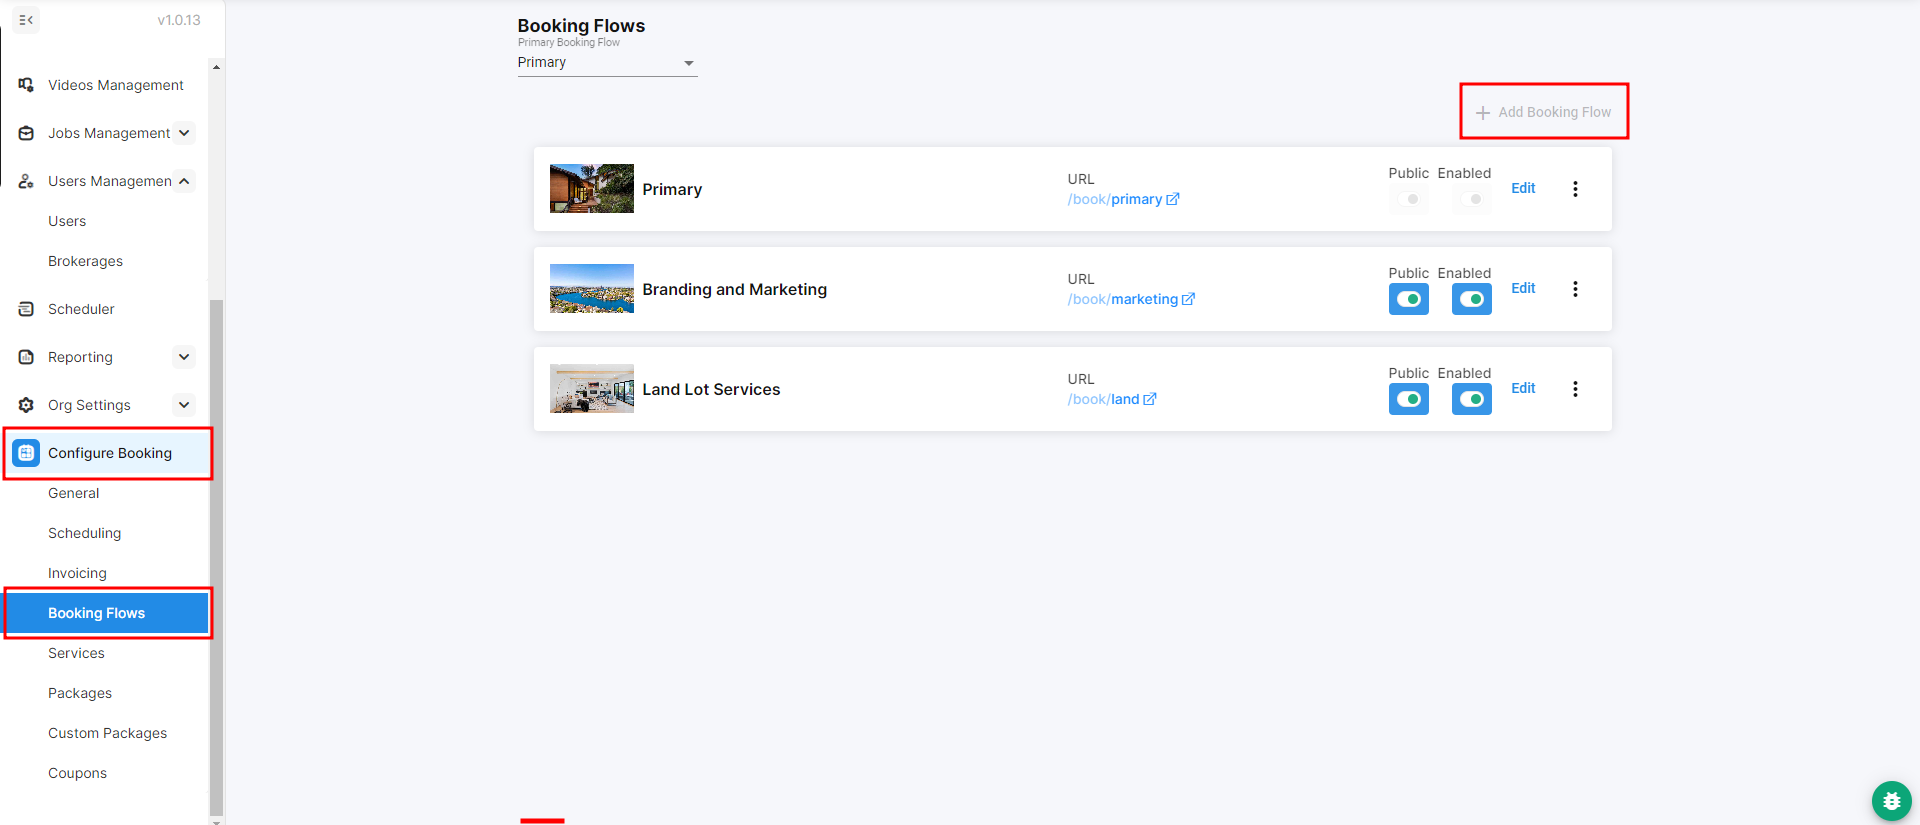 v1.0.13
Videos Management
Jobs Management
Users Managemen
Users
Brokerages
Scheduler
Reporting
Org Settings
Configure Booking
General
Scheduling
Invoicing
Booking Flows
Services
Packages
Custom Packages
Coupons
Booking Flows
Primary Booking Flow
Primary
Add Booking Flow
Primary
URL
/book/primary
Public Enabled
Edit
Branding and Marketing
URL
/book/marketing
Public Enabled
Edit
Land Lot Services
URL
/book/land
Public Enabled
Edit